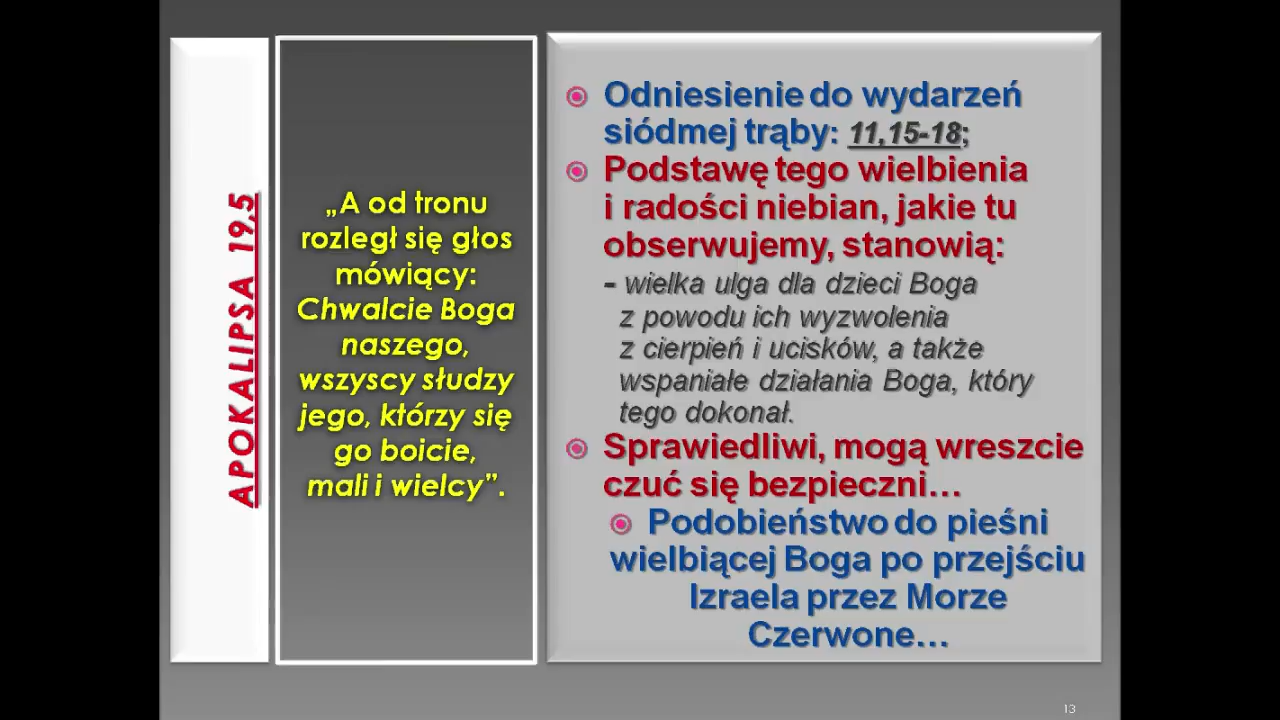 APOKALIPSA 19,5
„A od tronu
rozległ się głos
mówiący:
Chwalcie Boga
naszego,
wszyscy słudzy
jego, którzy się
go boicie,
mali i wielcy”.
Odniesienie do wydarzeń
siódmej trąby: 11,15-18;
Podstawę tego wielbienia
i radości niebian, jakie tu
obserwujemy, stanowią:
- wielka ulga dla dzieci Boga
z powodu ich wyzwolenia
z cierpień i ucisków, a także
wspaniałe działania Boga, który
tego dokonał.
Sprawiedliwi, mogą wreszcie
czuć się bezpieczni…
Podobieństwo do pieśni
wielbiącej Boga po przejściu
Izraela przez Morze
Czerwone…
13